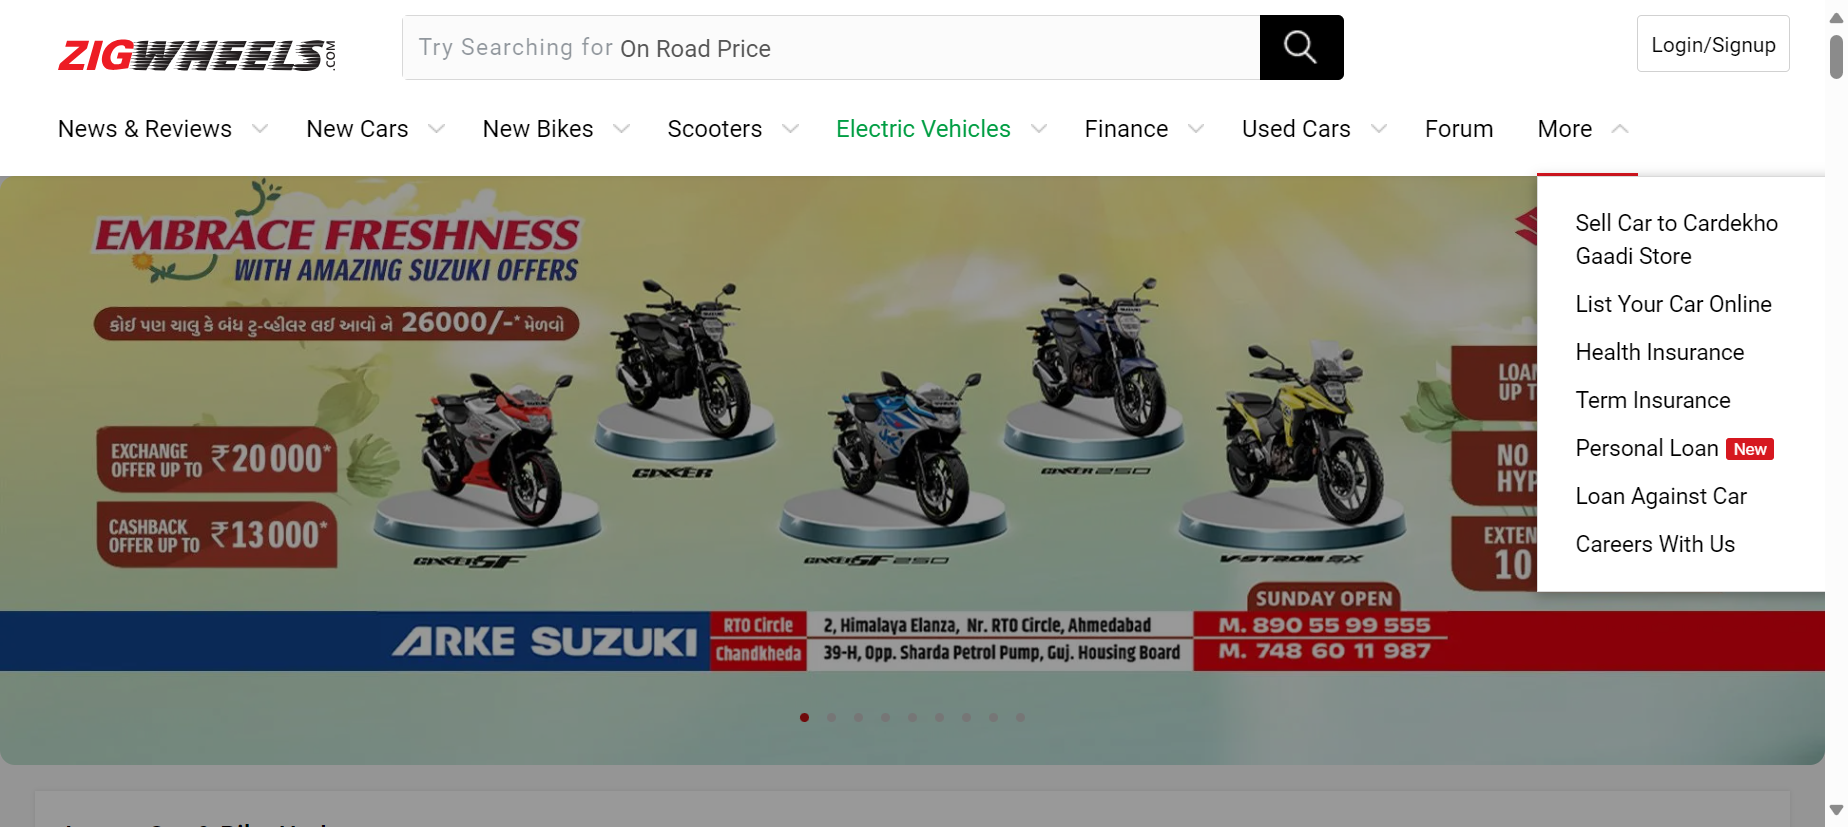 ZIGWHEELS.COM
Try Searching for On Road Price
Login/Signup
News & Reviews
New Cars
New Bikes
Scooters
Electric Vehicles
Finance
Used Cars
Forum
More
Sell Car to Cardekho
Gaadi Store
List Your Car Online
Health Insurance
Term Insurance
Personal Loan New
Loan Against Car
Careers With Us
EMBRACE FRESHNESS
WITH AMAZING SUZUKI OFFERS
કોઈ પણ ચાલુ કે બંધ ટુ-વ્હીલર લઈ આવો ને 26000/-* મેળવો
EXCHANGE
OFFER UP TO ₹20000*
CASHBACK
OFFER UP TO ₹13000*
GIXXER
GIXXER SF
GIXXER SF 250
GIXXER 250
V-STROM SX
UP T
NO
EXTEN
10
SUNDAY OPEN
ARKE SUZUKI
RTO Circle
2, Himalaya Elanza, Nr. RTO Circle, Ahmedabad
M. 890 55 99 555
Chandkheda
39-H, Opp. Sharda Petrol Pump, Guj. Housing Board
M. 748 60 11 987